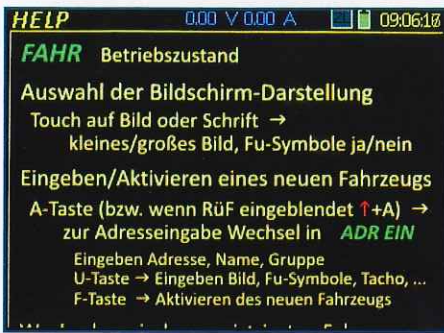 HELP 0.00 V 0.00 A 09:06:18
FAHR Betriebszustand
Auswahl der Bildschirm-Darstellung
Touch auf Bild oder Schrift →
kleines/großes Bild, Fu-Symbole ja/nein
Eingeben/Aktivieren eines neuen Fahrzeugs
A-Taste (bzw. wenn RüF eingeblendet ↑+A) →
zur Adresseingabe Wechsel in ADR EIN
Eingeben Adresse, Name, Gruppe
U-Taste → Eingeben Bild, Fu-Symbole, Tacho, ...
F-Taste → Aktivieren des neuen Fahrzeugs